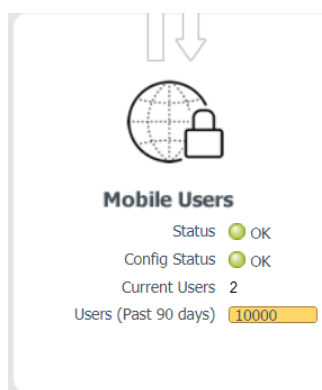 Mobile Users
Status OK
Config Status OK
Current Users 2
Users (Past 90 days) 10000